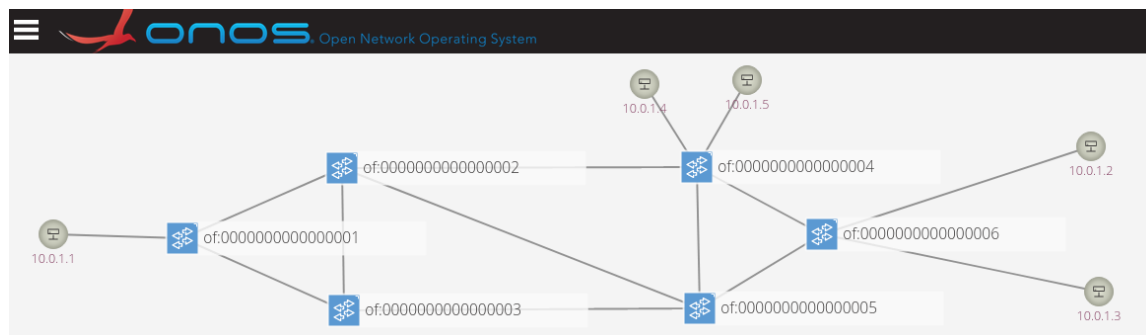 onos. Open Network Operating System
10.0.1.4
10.0.1.5
of:0000000000000002
of:0000000000000004
10.0.1.2
of:0000000000000001
of:0000000000000006
10.0.1.1
of:0000000000000003
of:0000000000000005
10.0.1.3